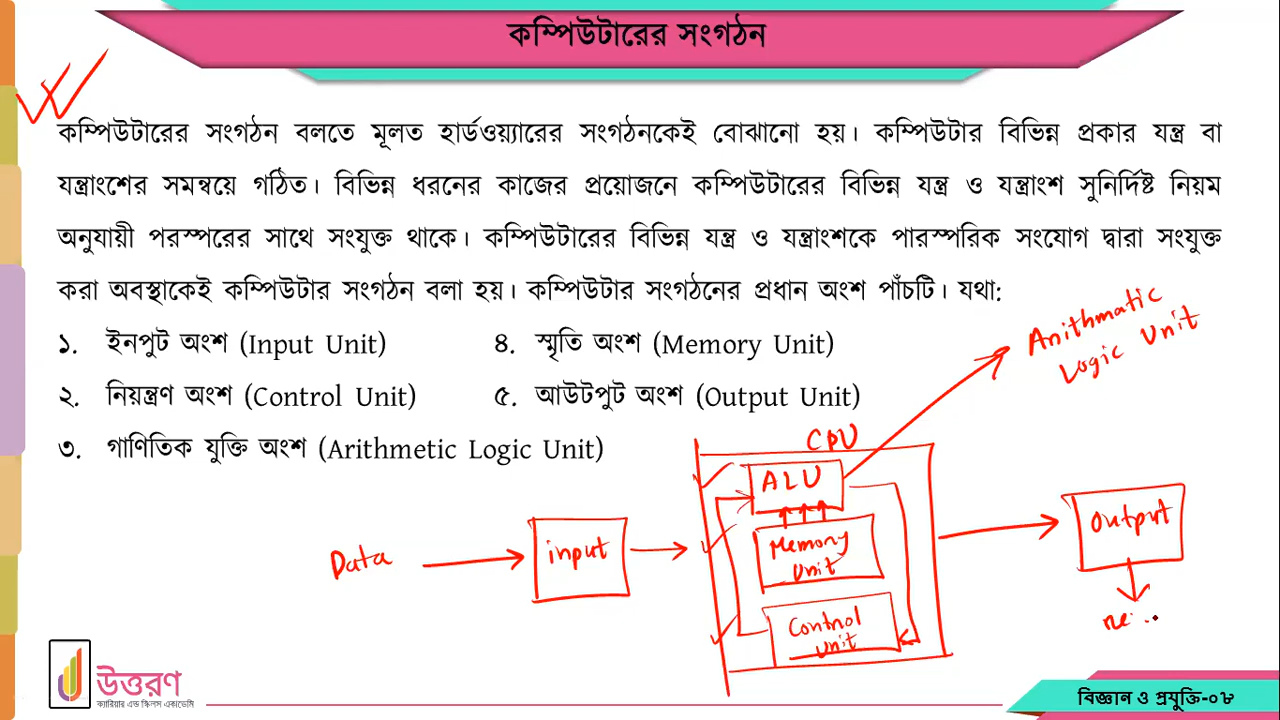 কম্পিউটারের সংগঠন
কম্পিউটারের সংগঠন বলতে মূলত হার্ডওয়্যারের সংগঠনকেই বোঝানো হয়। কম্পিউটার বিভিন্ন প্রকার যন্ত্র বা
যন্ত্রাংশের সমন্বয়ে গঠিত। বিভিন্ন ধরনের কাজের প্রয়োজনে কম্পিউটারের বিভিন্ন যন্ত্র ও যন্ত্রাংশ সুনির্দিষ্ট নিয়ম
অনুযায়ী পরস্পরের সাথে সংযুক্ত থাকে। কম্পিউটারের বিভিন্ন যন্ত্র ও যন্ত্রাংশকে পারস্পরিক সংযোগ দ্বারা সংযুক্ত
করা অবস্থাকেই কম্পিউটার সংগঠন বলা হয়। কম্পিউটার সংগঠনের প্রধান অংশ পাঁচটি। যথা:
১. ইনপুট অংশ (Input Unit)
২. নিয়ন্ত্রণ অংশ (Control Unit)
৩. গাণিতিক যুক্তি অংশ (Arithmetic Logic Unit)
৪. স্মৃতি অংশ (Memory Unit)
৫. আউটপুট অংশ (Output Unit)
Arithmatic
Logic Unit
CPU
ALU
Memory
Unit
Control
Unit
Data
input
Output
উত্তরণ
ক্যারিয়ার এন্ড স্কিলস একাডেমি
বিজ্ঞান ও প্রযুক্তি-০৮